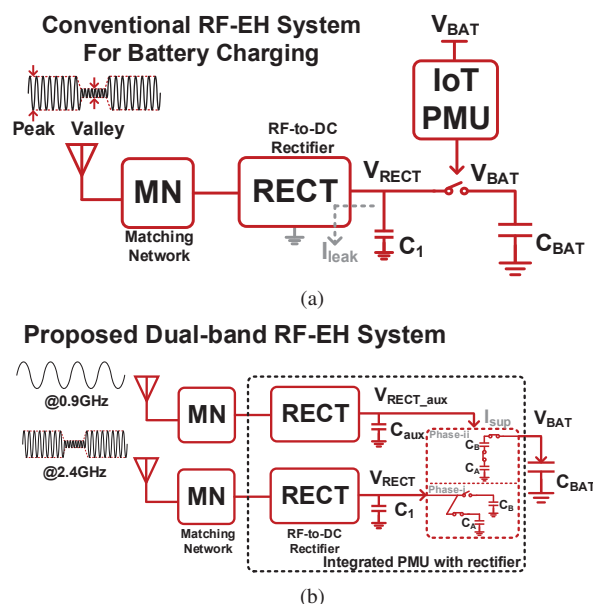 Conventional RF-EH System
For Battery Charging
Peak Valley
MN
Matching
Network
RF-to-DC
Rectifier
RECT
I_leak
V_RECT
C_1
V_BAT
IoT
PMU
V_BAT
C_BAT
(a)
Proposed Dual-band RF-EH System
@0.9GHz
MN
RECT
V_RECT_aux
C_aux
I_sup
V_BAT
Phase-ii
C_B
C_A
C_BAT
@2.4GHz
MN
RECT
V_RECT
C_1
Phase-i
C_B
C_A
Matching
Network
RF-to-DC
Rectifier
Integrated PMU with rectifier
(b)